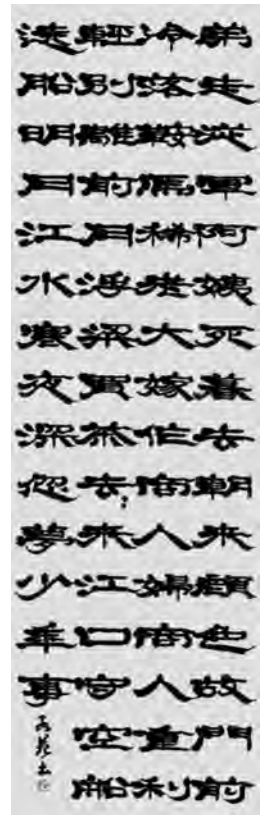 弟走從軍阿姨死暮去朝來顏色故門前
冷落鞍馬稀老大嫁作商人婦商人重利
輕別離前月浮梁買茶去〻來江口守空船
遶船明月江水寒夜深忽夢少年事